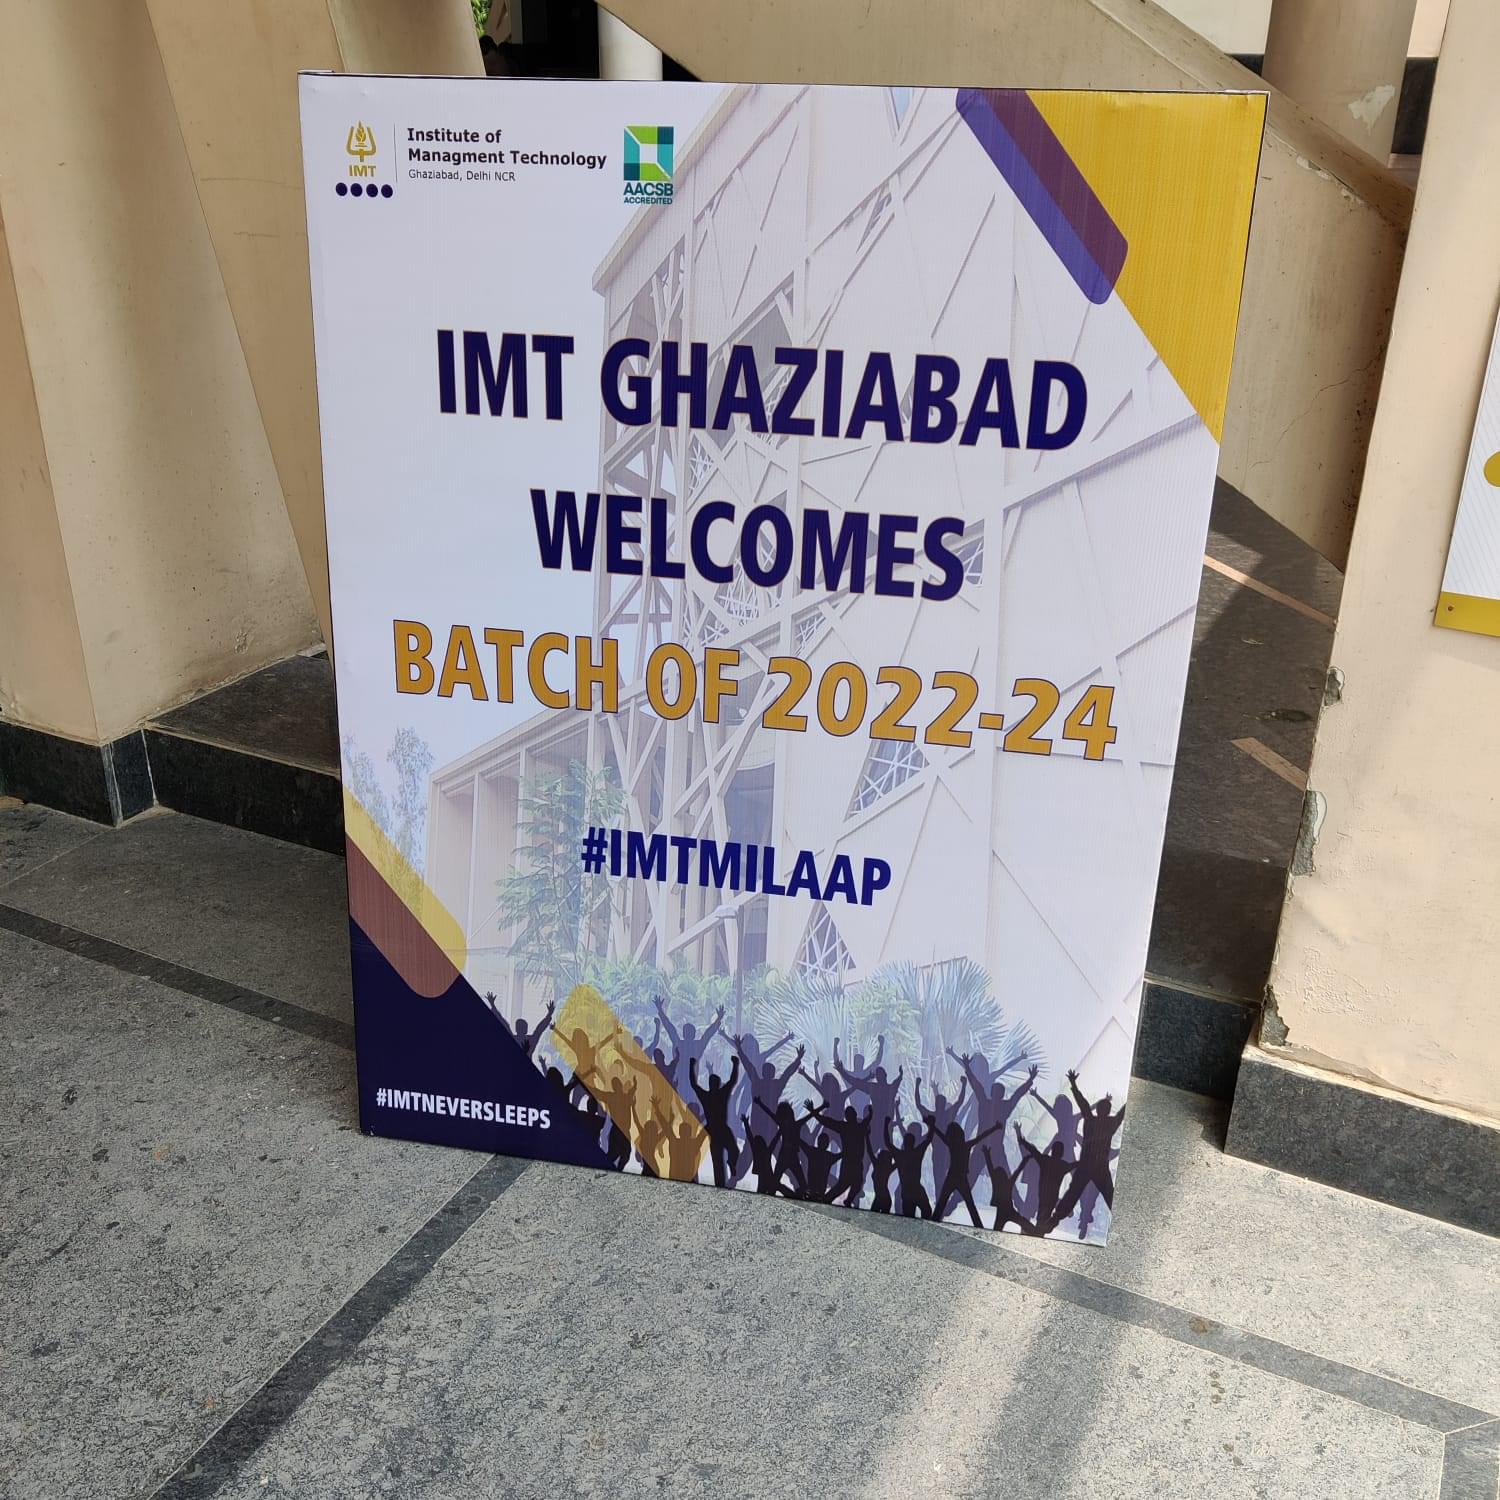 IMT
Institute of
Managment Technology
Ghaziabad, Delhi NCR
AACSB
ACCREDITED
IMT GHAZIABAD
WELCOMES
BATCH OF 2022-24
#IMTMILAAP
#IMTNEVERSLEEPS